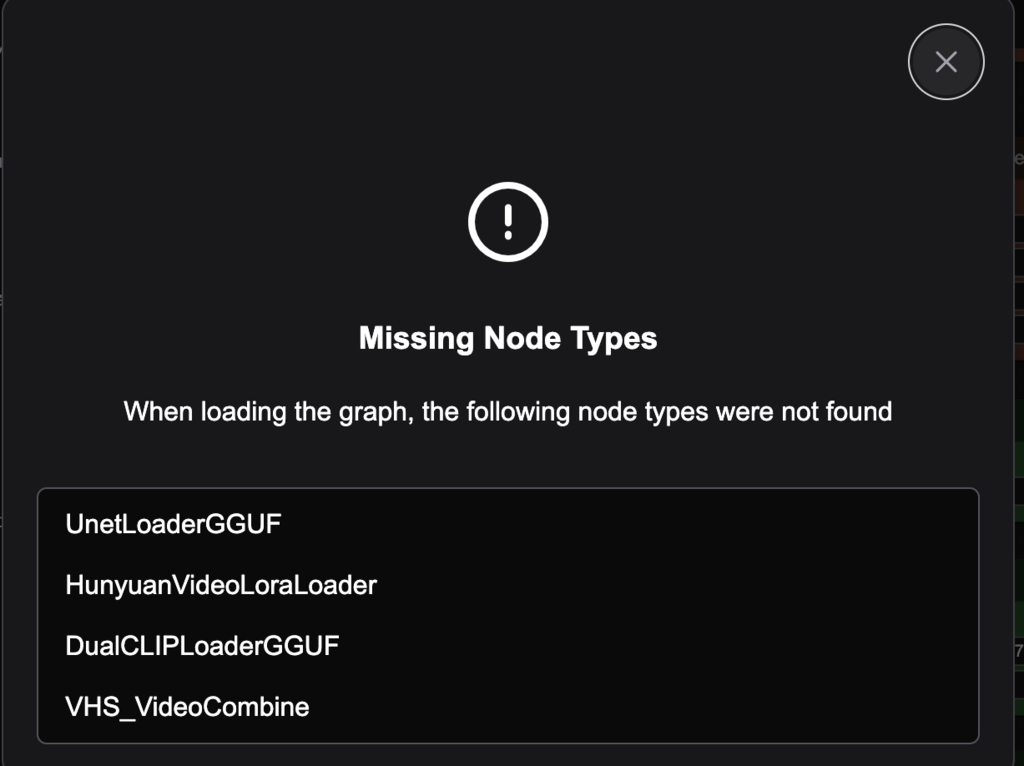 Missing Node Types
When loading the graph, the following node types were not found
UnetLoaderGGUF
HunyuanVideoLoraLoader
DualCLIPLoaderGGUF
VHS_VideoCombine